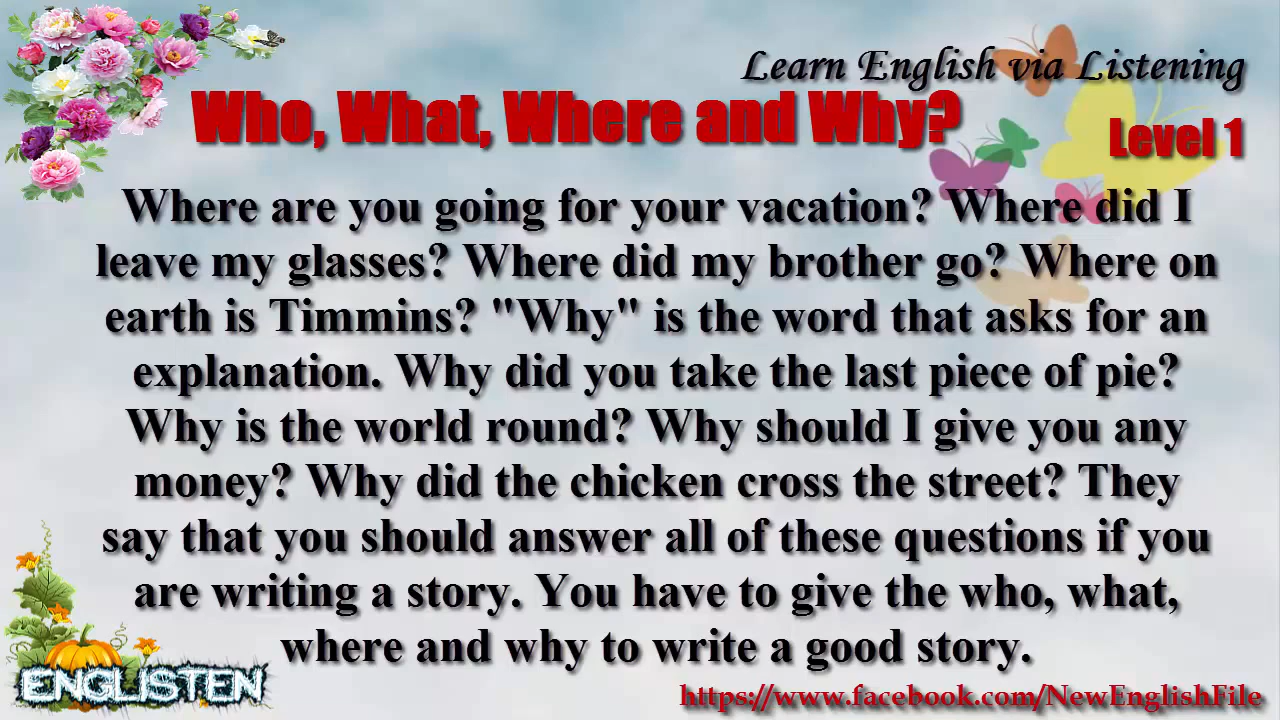 Learn English via Listening
Who, What, Where and Why?
Level 1
Where are you going for your vacation? Where did I
leave my glasses? Where did my brother go? Where on
earth is Timmins? "Why" is the word that asks for an
explanation. Why did you take the last piece of pie?
Why is the world round? Why should I give you any
money? Why did the chicken cross the street? They
say that you should answer all of these questions if you
are writing a story. You have to give the who, what,
where and why to write a good story.
ENGLISTEN
https://www.facebook.com/NewEnglishFile